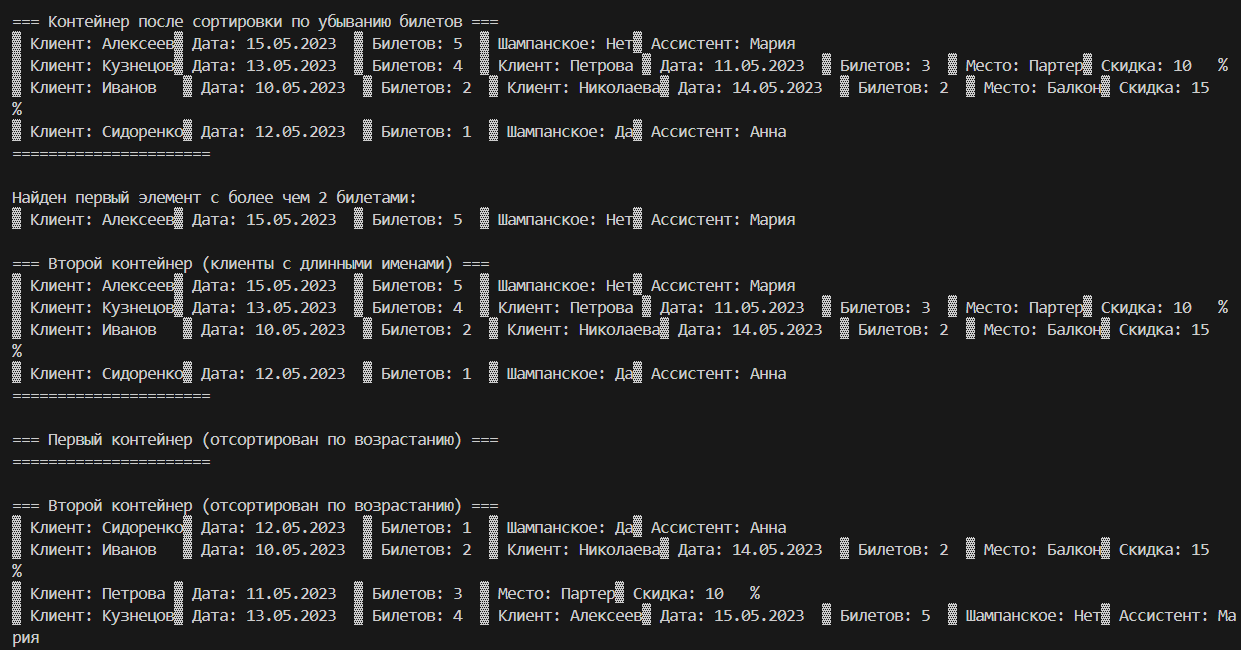 === Контейнер после сортировки по убыванию билетов ===
▒ Клиент: Алексеев▒ Дата: 15.05.2023  ▒ Билетов: 5  ▒ Шампанское: Нет▒ Ассистент: Мария
▒ Клиент: Кузнецов▒ Дата: 13.05.2023  ▒ Билетов: 4  ▒ Клиент: Петрова ▒ Дата: 11.05.2023  ▒ Билетов: 3  ▒ Место: Партер▒ Скидка: 10   %
▒ Клиент: Иванов   ▒ Дата: 10.05.2023  ▒ Билетов: 2  ▒ Клиент: Николаева▒ Дата: 14.05.2023  ▒ Билетов: 2  ▒ Место: Балкон▒ Скидка: 15
%
▒ Клиент: Сидоренко▒ Дата: 12.05.2023  ▒ Билетов: 1  ▒ Шампанское: Да▒ Ассистент: Анна
======================

Найден первый элемент с более чем 2 билетами:
▒ Клиент: Алексеев▒ Дата: 15.05.2023  ▒ Билетов: 5  ▒ Шампанское: Нет▒ Ассистент: Мария

=== Второй контейнер (клиенты с длинными именами) ===
▒ Клиент: Алексеев▒ Дата: 15.05.2023  ▒ Билетов: 5  ▒ Шампанское: Нет▒ Ассистент: Мария
▒ Клиент: Кузнецов▒ Дата: 13.05.2023  ▒ Билетов: 4  ▒ Клиент: Петрова ▒ Дата: 11.05.2023  ▒ Билетов: 3  ▒ Место: Партер▒ Скидка: 10   %
▒ Клиент: Иванов   ▒ Дата: 10.05.2023  ▒ Билетов: 2  ▒ Клиент: Николаева▒ Дата: 14.05.2023  ▒ Билетов: 2  ▒ Место: Балкон▒ Скидка: 15
%
▒ Клиент: Сидоренко▒ Дата: 12.05.2023  ▒ Билетов: 1  ▒ Шампанское: Да▒ Ассистент: Анна
======================

=== Первый контейнер (отсортирован по возрастанию) ===
======================

=== Второй контейнер (отсортирован по возрастанию) ===
▒ Клиент: Сидоренко▒ Дата: 12.05.2023  ▒ Билетов: 1  ▒ Шампанское: Да▒ Ассистент: Анна
▒ Клиент: Иванов   ▒ Дата: 10.05.2023  ▒ Билетов: 2  ▒ Клиент: Николаева▒ Дата: 14.05.2023  ▒ Билетов: 2  ▒ Место: Балкон▒ Скидка: 15
%
▒ Клиент: Петрова ▒ Дата: 11.05.2023  ▒ Билетов: 3  ▒ Место: Партер▒ Скидка: 10   %
▒ Клиент: Кузнецов▒ Дата: 13.05.2023  ▒ Билетов: 4  ▒ Клиент: Алексеев▒ Дата: 15.05.2023  ▒ Билетов: 5  ▒ Шампанское: Нет▒ Ассистент: Ма
рия